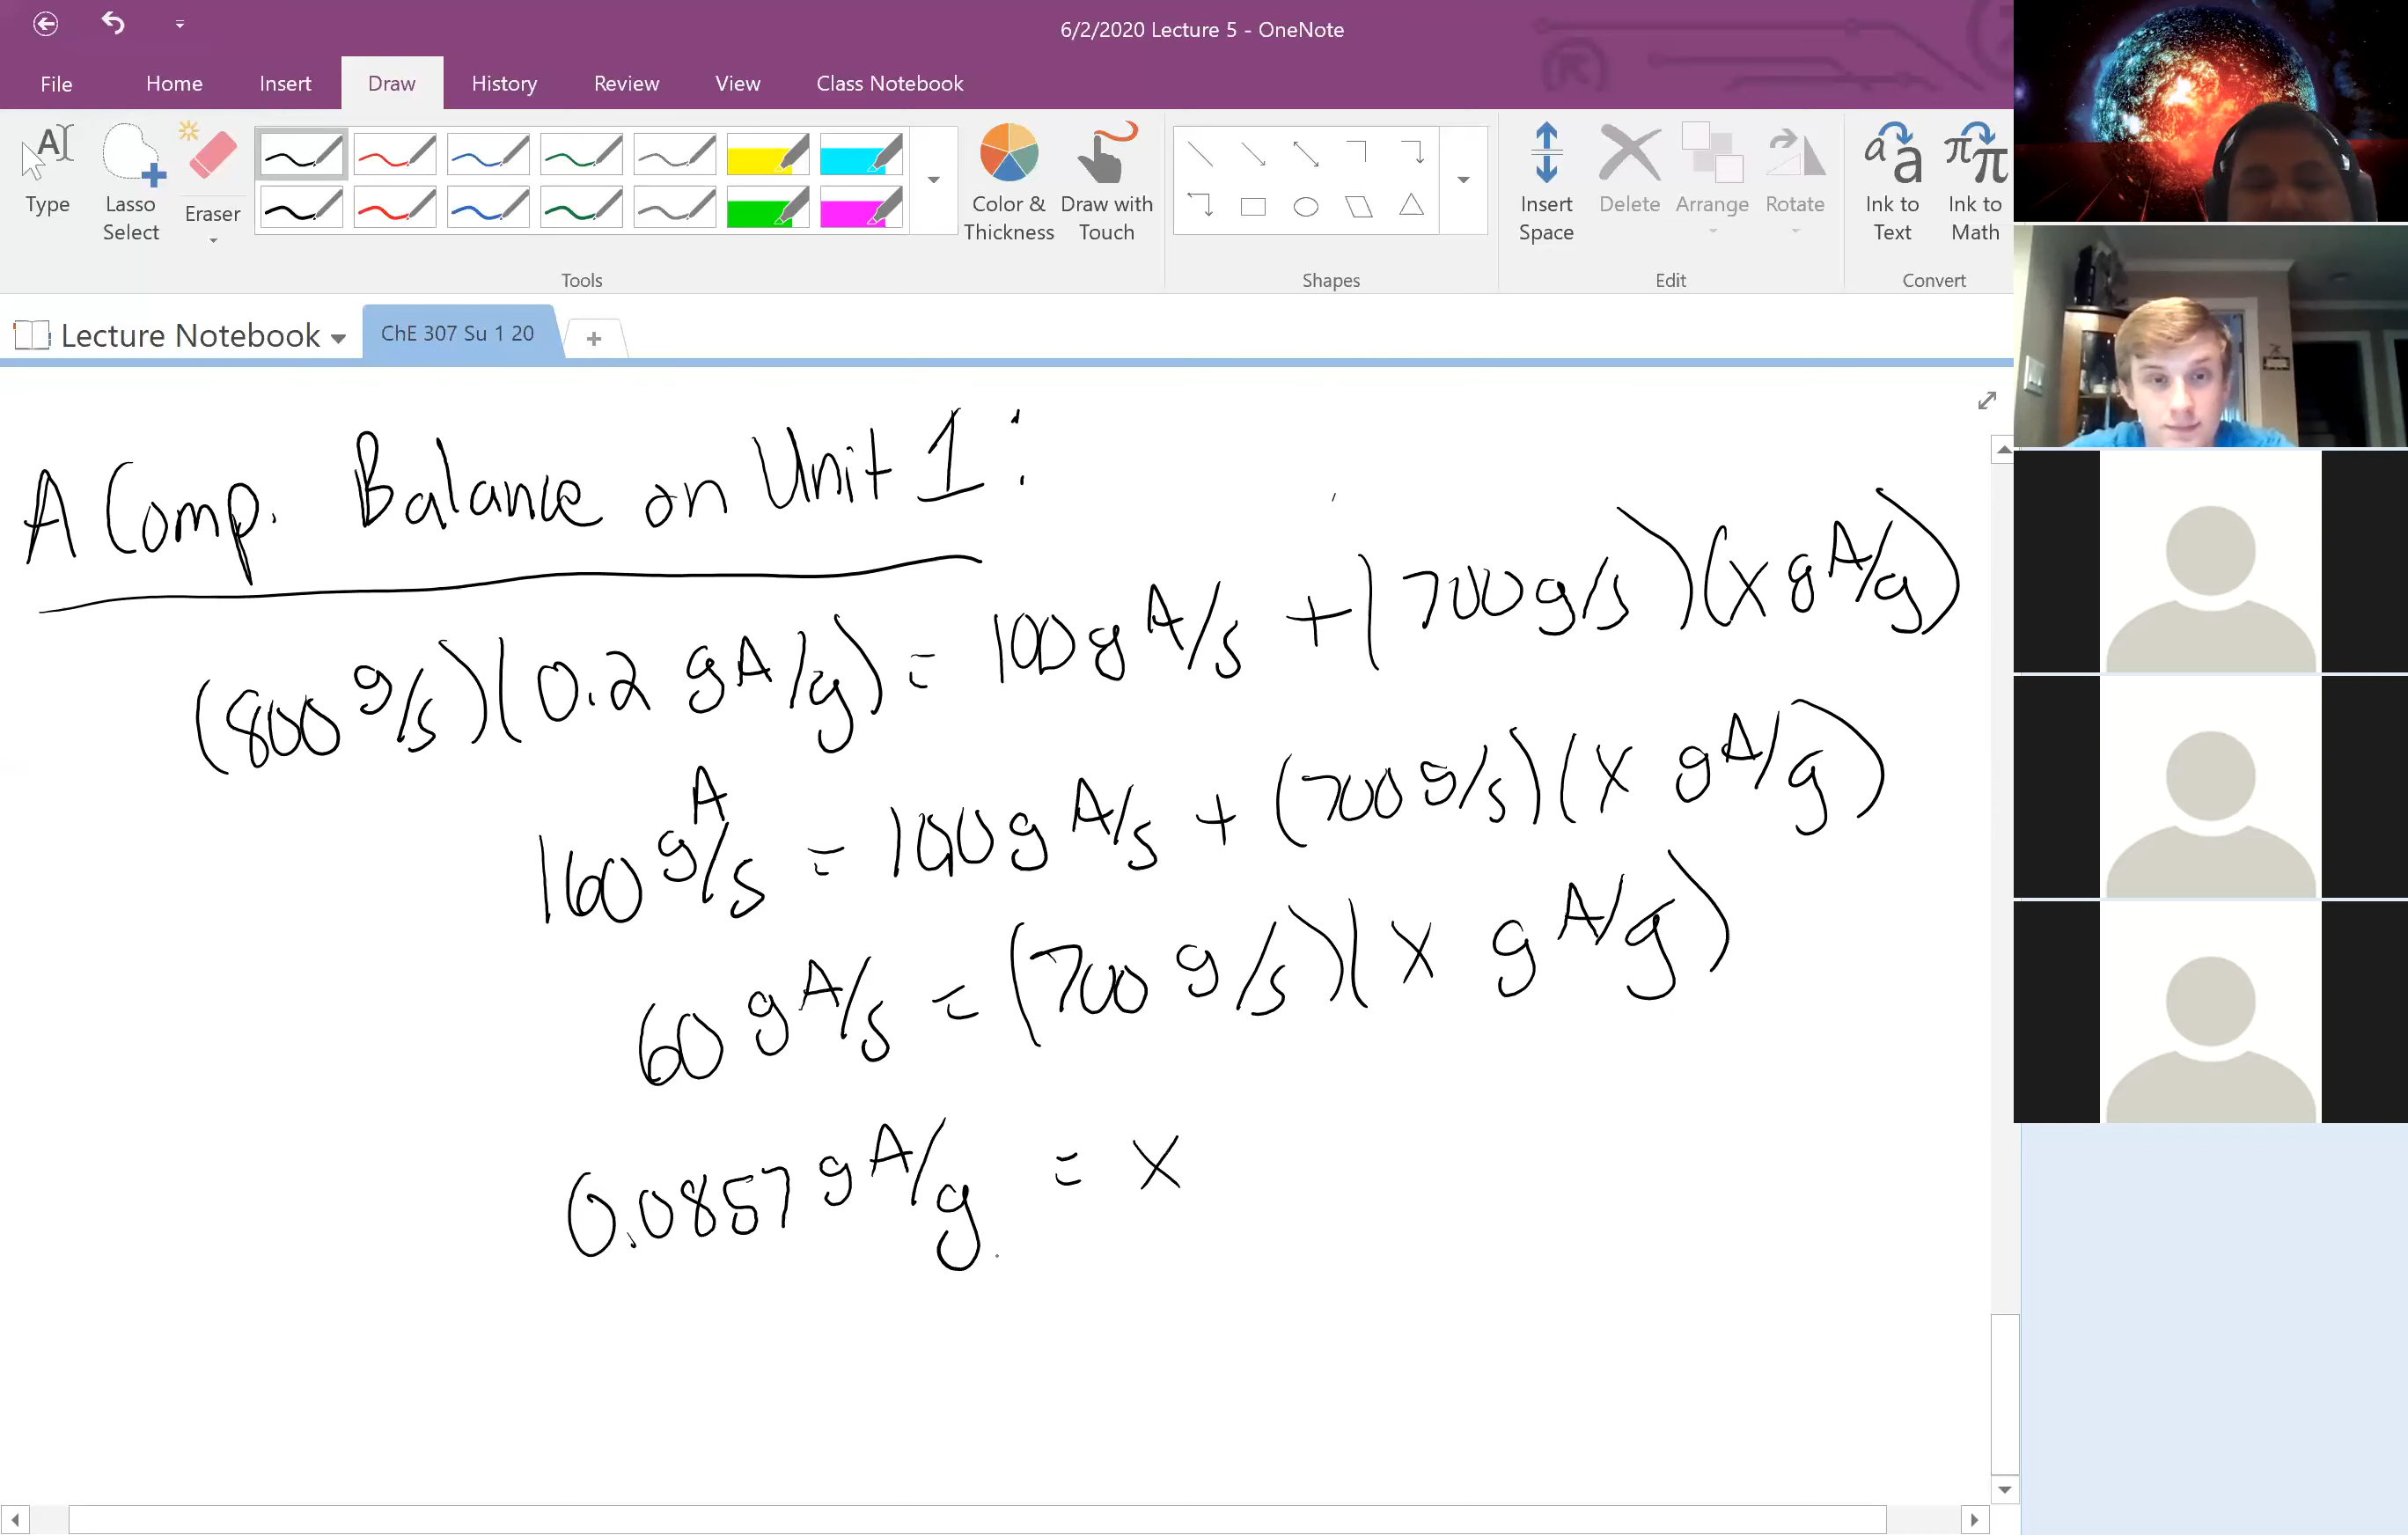 6/2/2020 Lecture 5 - OneNote
File Home Insert Draw History Review View Class Notebook
Type
Lasso Select
Eraser
Color & Thickness
Draw with Touch
Insert Space
Delete
Arrange
Rotate
Ink to Text
Ink to Math
Tools Shapes Edit Convert
Lecture Notebook ChE 307 Su 1 20
A Comp. Balance on Unit 1:
(800 g/s)(0.2 gA/g) = 100 g A/s + (700 g/s)(x gA/g)
160 g A/s = 100 g A/s + (700 g/s)(x gA/g)
60 gA/s = (700 g/s)(x gA/g)
0.0857 gA/g = x